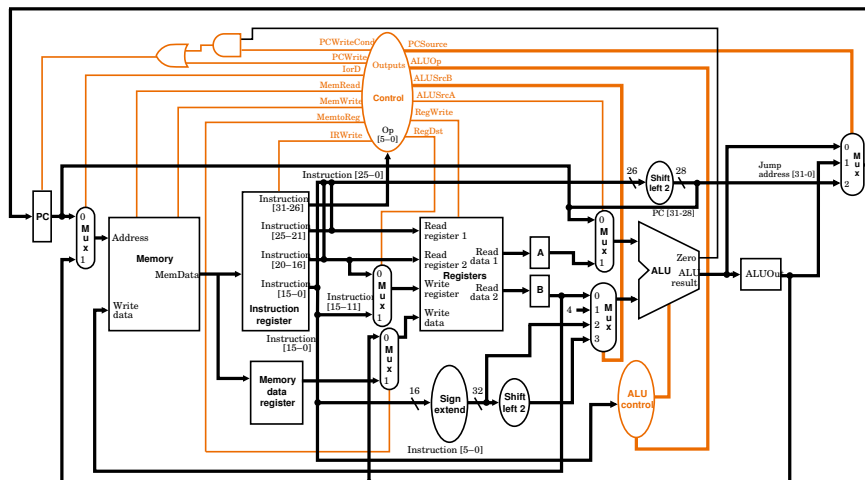 PCWriteCond
PCSource
PCWrite
Outputs
ALUOp
IorD
ALUSrcB
MemRead
Control
ALUSrcA
MemWrite
RegWrite
MemtoReg
Op
[5–0]
RegDst
IRWrite
Instruction [25–0]
26
28
Shift
left 2
Jump
address [31-0]
0
1
2
M
u
x
PC
0
M
u
x
1
Address
Memory
MemData
Write
data
Instruction
[31-26]
Instruction
[25–21]
Instruction
[20–16]
Instruction
[15–0]
Instruction
register
Instruction
[15–11]
Instruction
[15–0]
Memory
data
register
0
M
u
x
1
0
M
u
x
1
Read
register 1
Read
register 2
Registers
Write
register
Write
data
Read
data 1
Read
data 2
A
B
PC [31-28]
0
M
u
x
1
4
0
1
2
3
M
u
x
Zero
ALU
ALU
result
ALUOut
16
Sign
extend
32
Shift
left 2
ALU
control
Instruction [5–0]